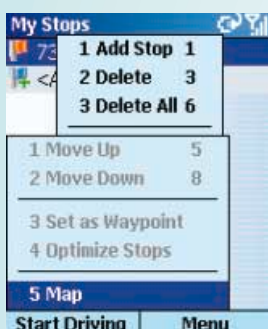 My Stops
73
<A
1 Add Stop 1
2 Delete 3
3 Delete All 6
1 Move Up 5
2 Move Down 8
3 Set as Waypoint
4 Optimize Stops
5 Map
Start Driving Menu